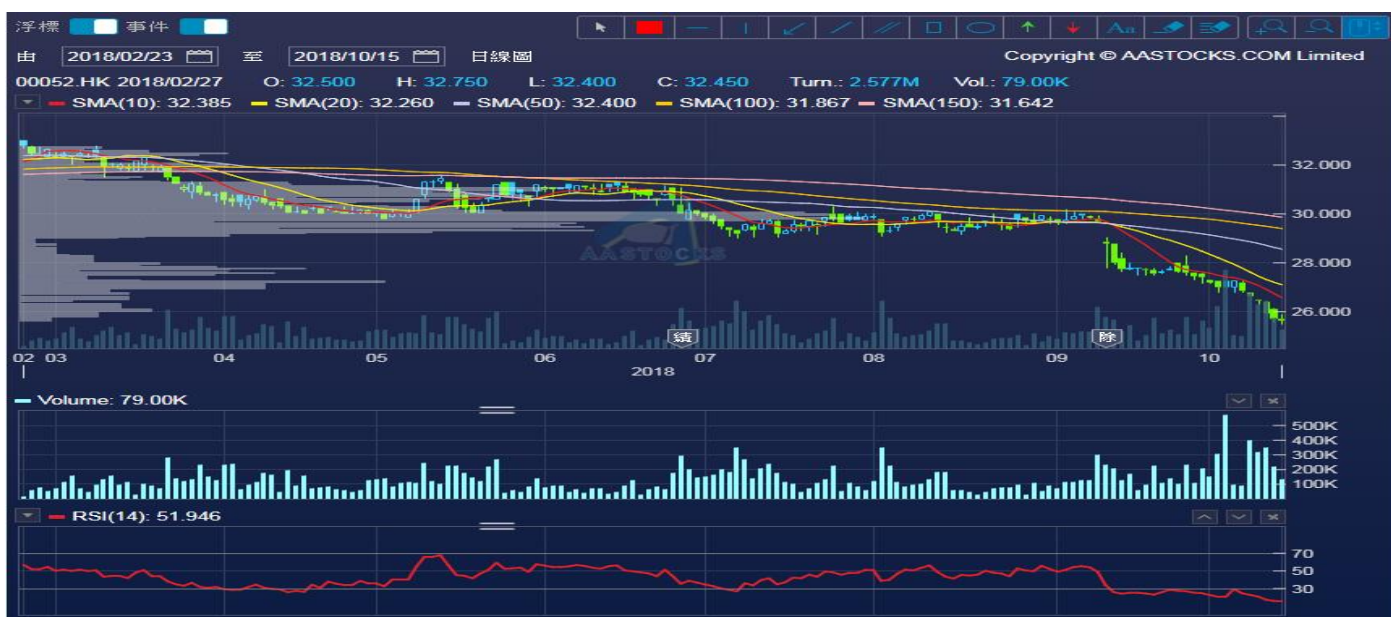 浮標 事件 Aa
由 2018/02/23 至 2018/10/15 日線圖 Copyright © AASTOCKS.COM Limited
00052.HK 2018/02/27 O: 32.500 H: 32.750 L: 32.400 C: 32.450 Turn.: 2.577M Vol.: 79.00K
SMA(10): 32.385 SMA(20): 32.260 SMA(50): 32.400 SMA(100): 31.867 SMA(150): 31.642
32.000
30.000
AASTOCKS
28.000
26.000
績 除
02 03 04 05 06 07 08 09 10
2018
Volume: 79.00K
500K
400K
300K
200K
100K
RSI(14): 51.946
70
50
30